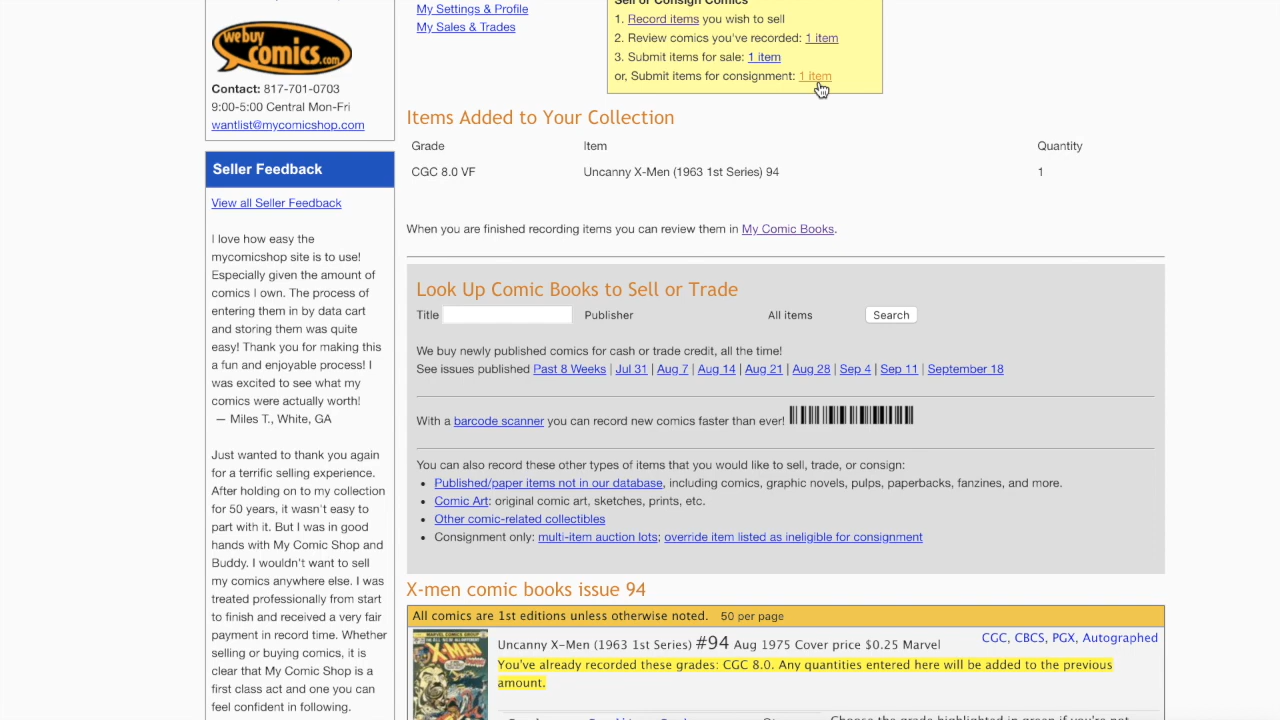 My Settings & Profile
My Sales & Trades
Sell or Consign Comics
1. Record items you wish to sell
2. Review comics you've recorded: 1 item
3. Submit items for sale: 1 item
or, Submit items for consignment: 1 item
we buy
comics.com
Contact: 817-701-0703
9:00-5:00 Central Mon-Fri
wantlist@mycomicshop.com
Seller Feedback
View all Seller Feedback
I love how easy the
mycomicshop site is to use!
Especially given the amount of
comics I own. The process of
entering them in by data cart
and storing them was quite
easy! Thank you for making this
a fun and enjoyable process! I
was excited to see what my
comics were actually worth!
— Miles T., White, GA
Just wanted to thank you again
for a terrific selling experience.
After holding on to my collection
for 50 years, it wasn't easy to
part with it. But I was in good
hands with My Comic Shop and
Buddy. I wouldn't want to sell
my comics anywhere else. I was
treated professionally from start
to finish and received a very fair
payment in record time. Whether
selling or buying comics, it is
clear that My Comic Shop is a
first class act and one you can
feel confident in following.
Items Added to Your Collection
Grade Item Quantity
CGC 8.0 VF Uncanny X-Men (1963 1st Series) 94 1
When you are finished recording items you can review them in My Comic Books.
Look Up Comic Books to Sell or Trade
Title Publisher All items Search
We buy newly published comics for cash or trade credit, all the time!
See issues published Past 8 Weeks | Jul 31 | Aug 7 | Aug 14 | Aug 21 | Aug 28 | Sep 4 | Sep 11 | September 18
With a barcode scanner you can record new comics faster than ever!
You can also record these other types of items that you would like to sell, trade, or consign:
• Published/paper items not in our database, including comics, graphic novels, pulps, paperbacks, fanzines, and more.
• Comic Art: original comic art, sketches, prints, etc.
• Other comic-related collectibles
• Consignment only: multi-item auction lots; override item listed as ineligible for consignment
X-men comic books issue 94
All comics are 1st editions unless otherwise noted. 50 per page
Uncanny X-Men (1963 1st Series) #94 Aug 1975 Cover price $0.25 Marvel
CGC, CBCS, PGX, Autographed
You've already recorded these grades: CGC 8.0. Any quantities entered here will be added to the previous
amount.
X-MEN
Choose the grade highlighted in green if you're not